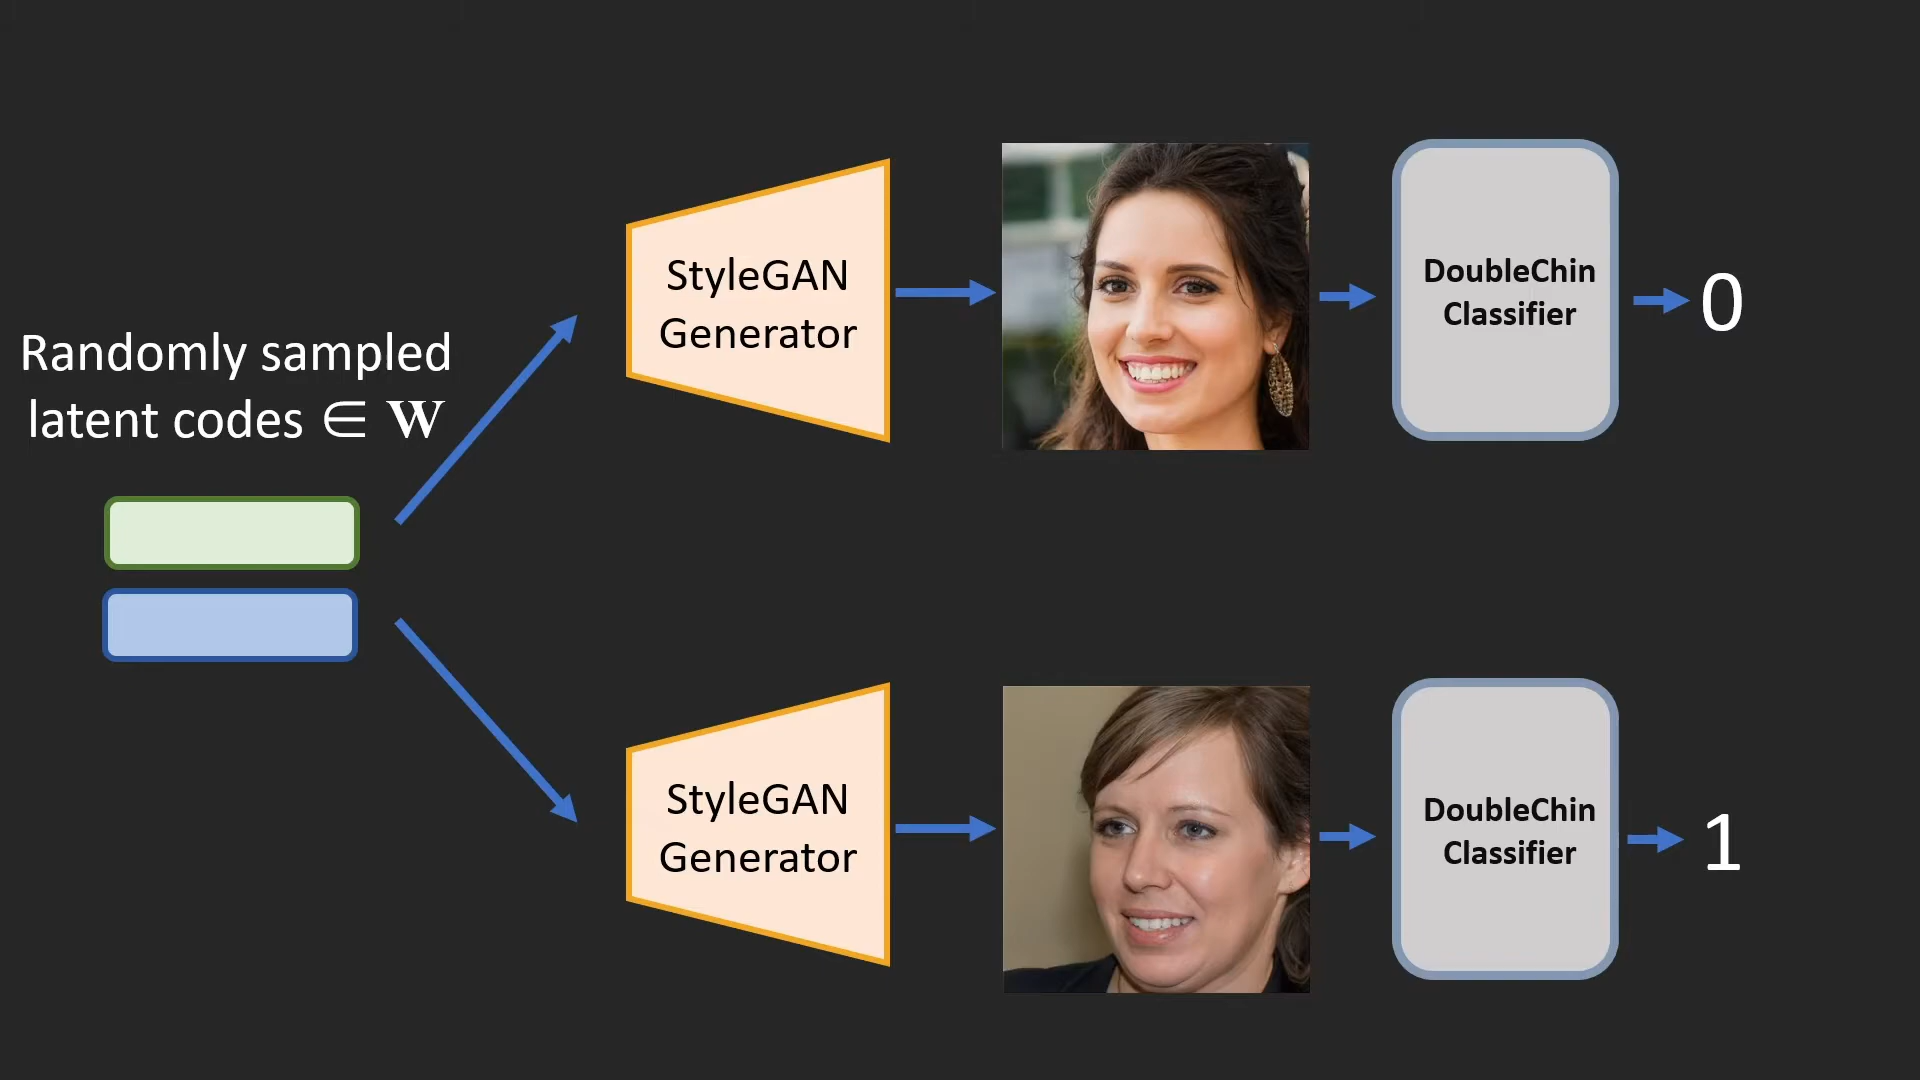 Randomly sampled
latent codes ∈ W
StyleGAN
Generator
DoubleChin
Classifier
0
StyleGAN
Generator
DoubleChin
Classifier
1